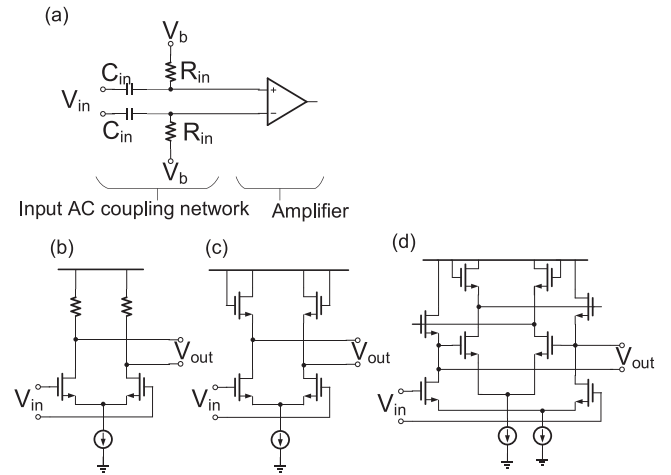 (a)
V_b
C_in
R_in
V_in
+
−
C_in
R_in
V_b
Input AC coupling network
Amplifier
(b)
V_out
V_in
(c)
V_out
V_in
(d)
V_out
V_in